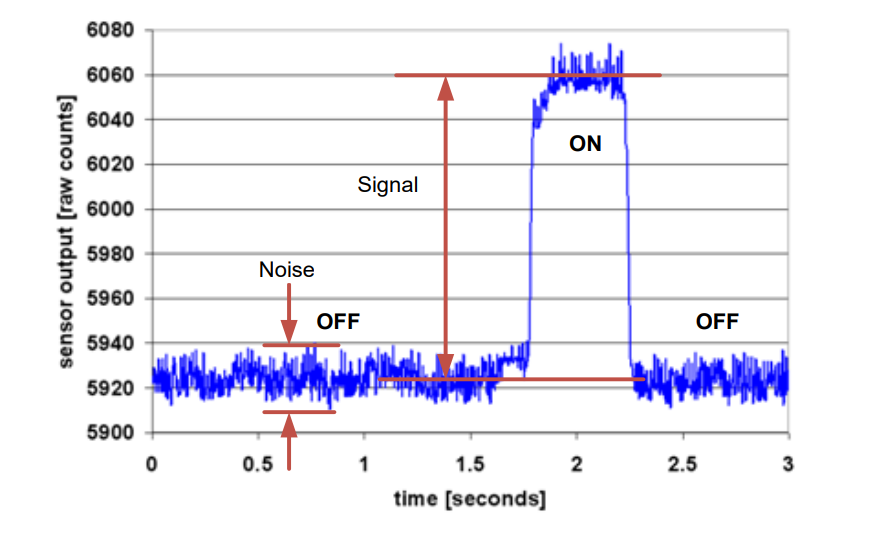 sensor output [raw counts]
6080
6060
6040
6020
6000
5980
5960
5940
5920
5900
ON
Signal
Noise
OFF
OFF
0 0.5 1 1.5 2 2.5 3
time [seconds]